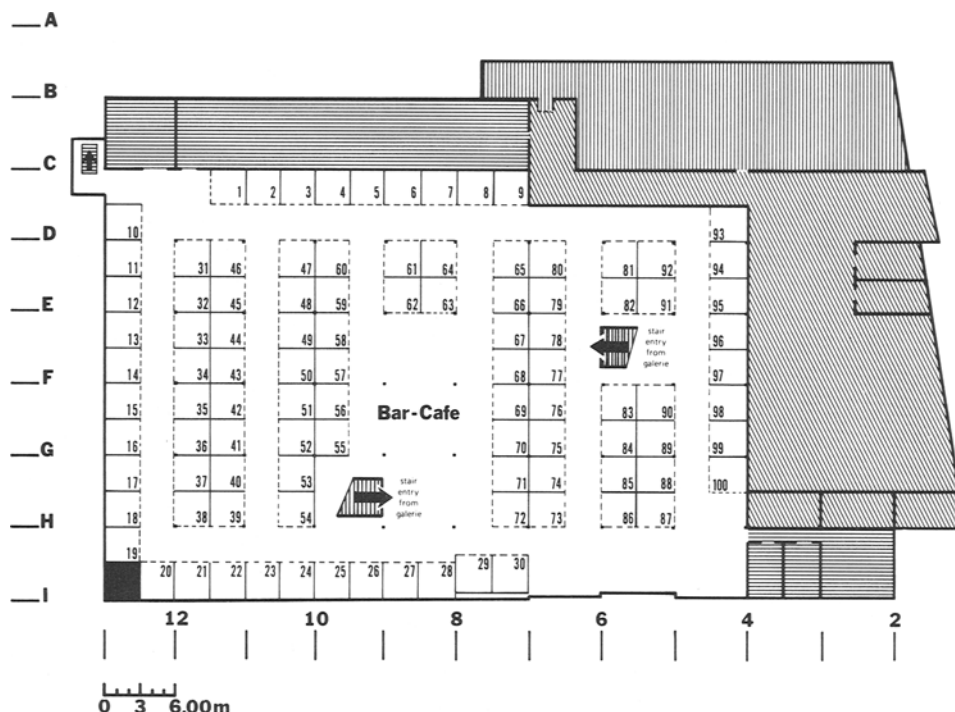 A
B
C
1 2 3 4 5 6 7 8 9
D
10 93
11 31 46 47 60 61 64 65 80 81 92 94
E
12 32 45 48 59 62 63 66 79 82 91 95
13 33 44 49 58 67 78 96
stair
entry
from
galerie
F
14 34 43 50 57 68 77 97
15 35 42 51 56 69 76 83 90 98
Bar-Cafe
G
16 36 41 52 55 70 75 84 89 99
17 37 40 53 71 74 85 88 100
stair
entry
from
galerie
H
18 38 39 54 72 73 86 87
19
20 21 22 23 24 25 26 27 28 29 30
I
12 10 8 6 4 2
0 3 6.00m